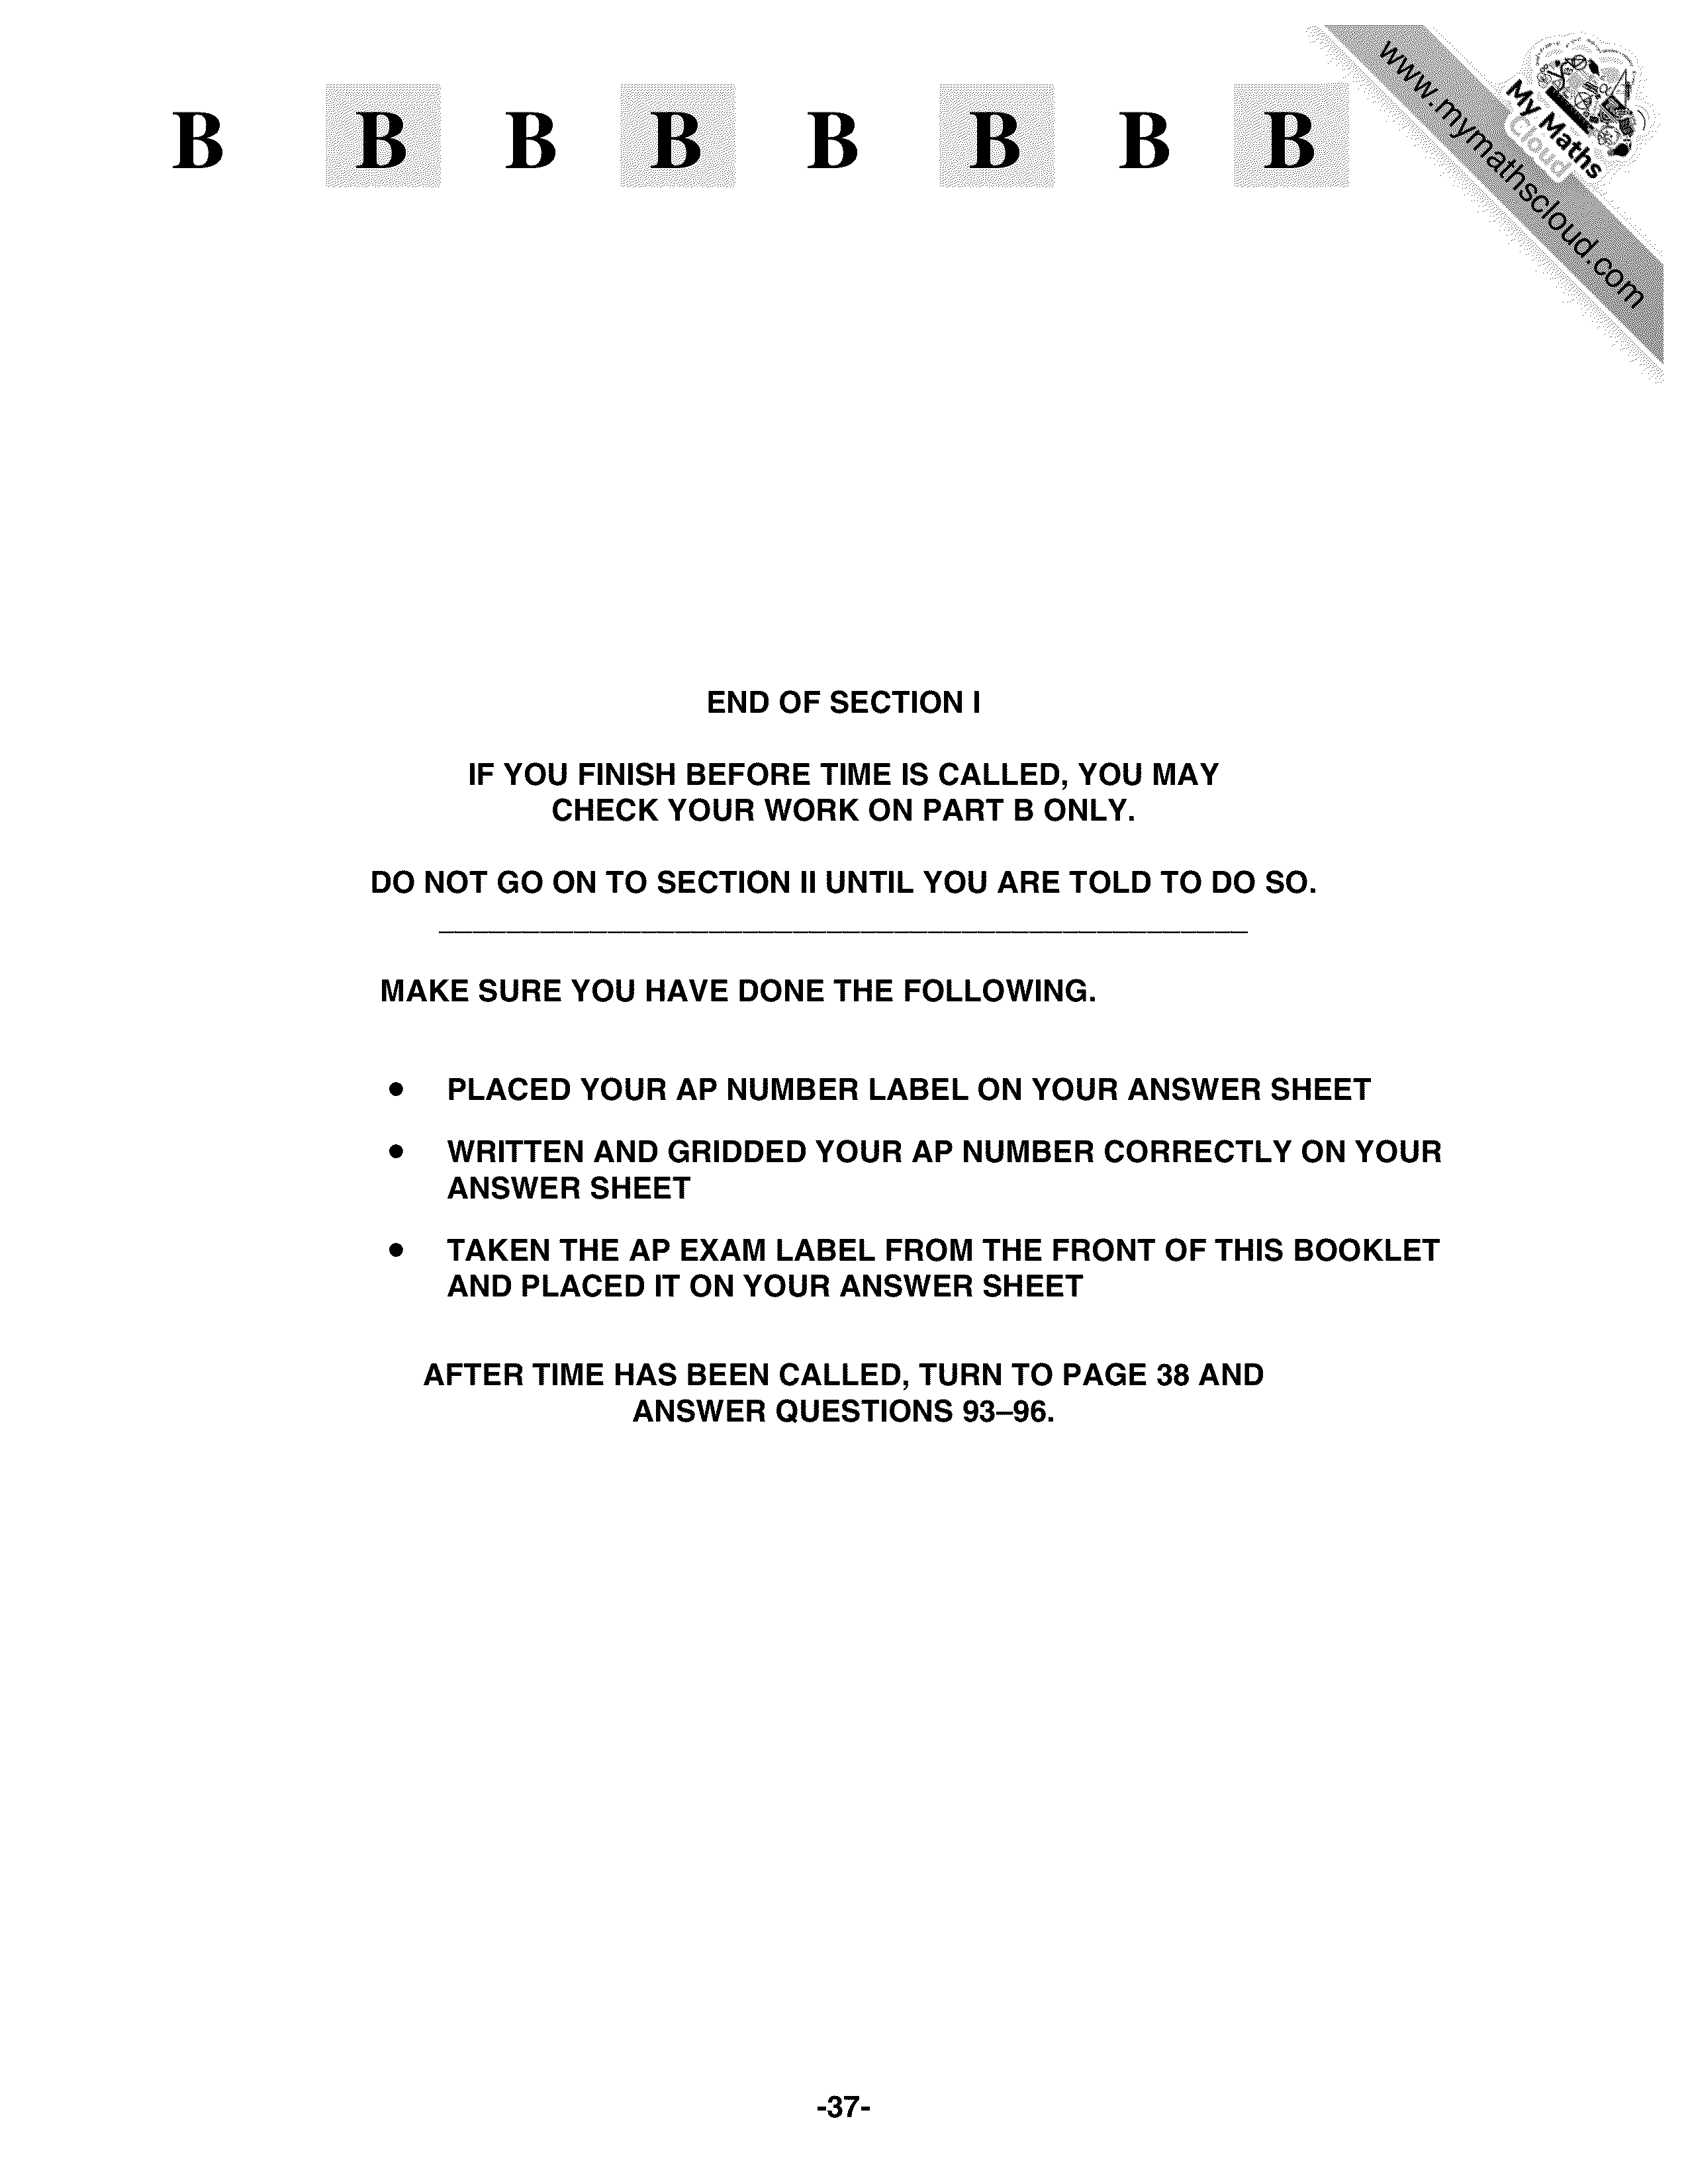 B B B B B B B B
www.mymathscloud.com
My Maths
Cloud
END OF SECTION I
IF YOU FINISH BEFORE TIME IS CALLED, YOU MAY
CHECK YOUR WORK ON PART B ONLY.
DO NOT GO ON TO SECTION II UNTIL YOU ARE TOLD TO DO SO.
MAKE SURE YOU HAVE DONE THE FOLLOWING.
• PLACED YOUR AP NUMBER LABEL ON YOUR ANSWER SHEET
• WRITTEN AND GRIDDED YOUR AP NUMBER CORRECTLY ON YOUR
ANSWER SHEET
• TAKEN THE AP EXAM LABEL FROM THE FRONT OF THIS BOOKLET
AND PLACED IT ON YOUR ANSWER SHEET
AFTER TIME HAS BEEN CALLED, TURN TO PAGE 38 AND
ANSWER QUESTIONS 93–96.
-37-